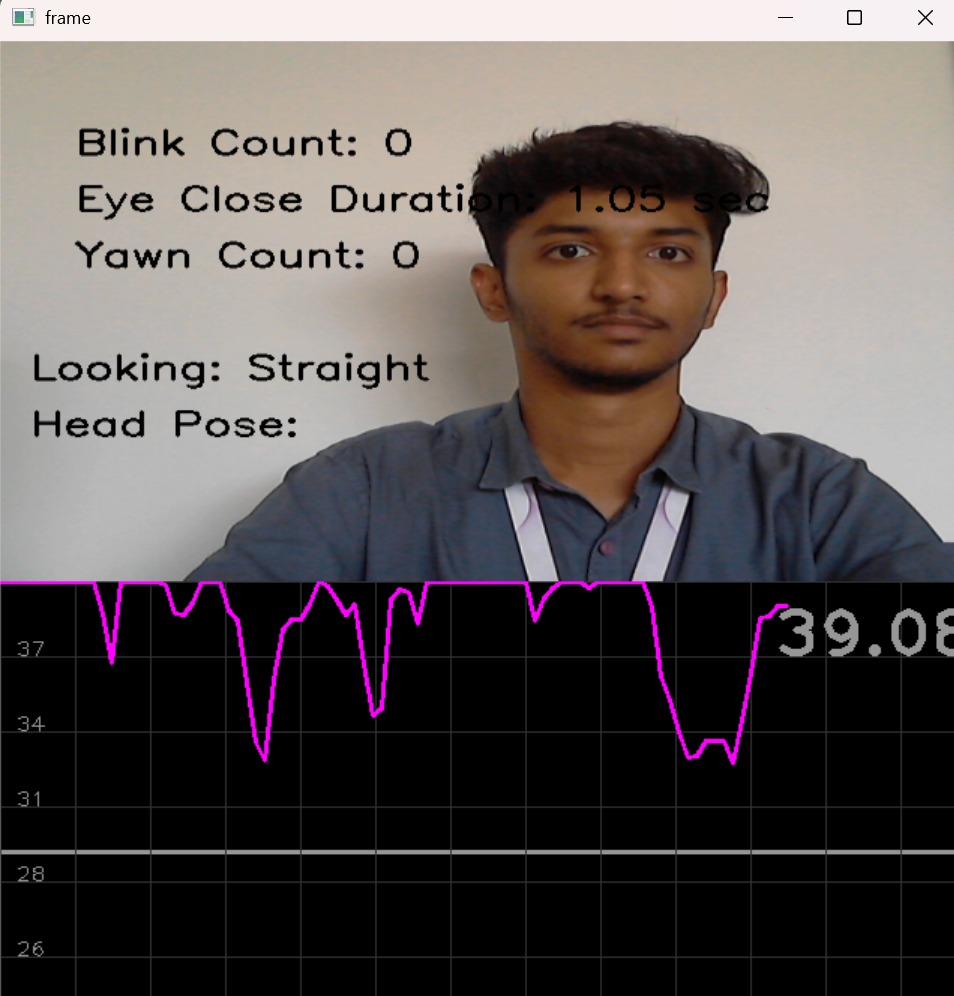 frame
Blink Count: 0
Eye Close Duration: 1.05 sec
Yawn Count: 0
Looking: Straight
Head Pose:
39.08
37
34
31
28
26